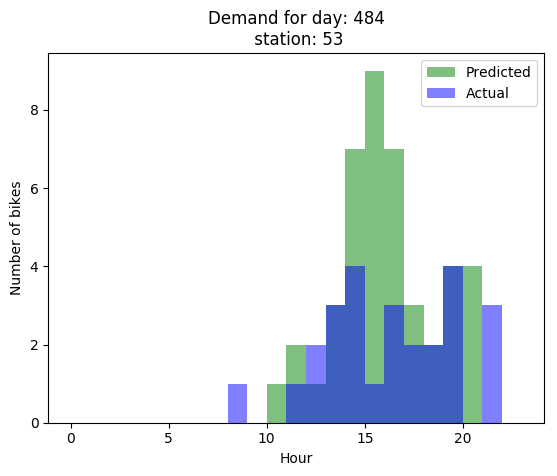 Demand for day: 484
station: 53
Predicted
Actual
Number of bikes
8
6
4
2
0
0 5 10 15 20
Hour